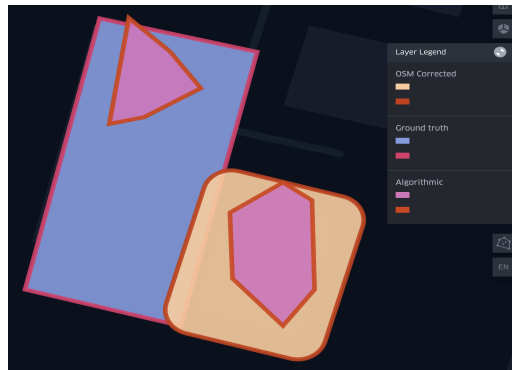 Layer Legend
OSM Corrected
Ground truth
Algorithmic
EN